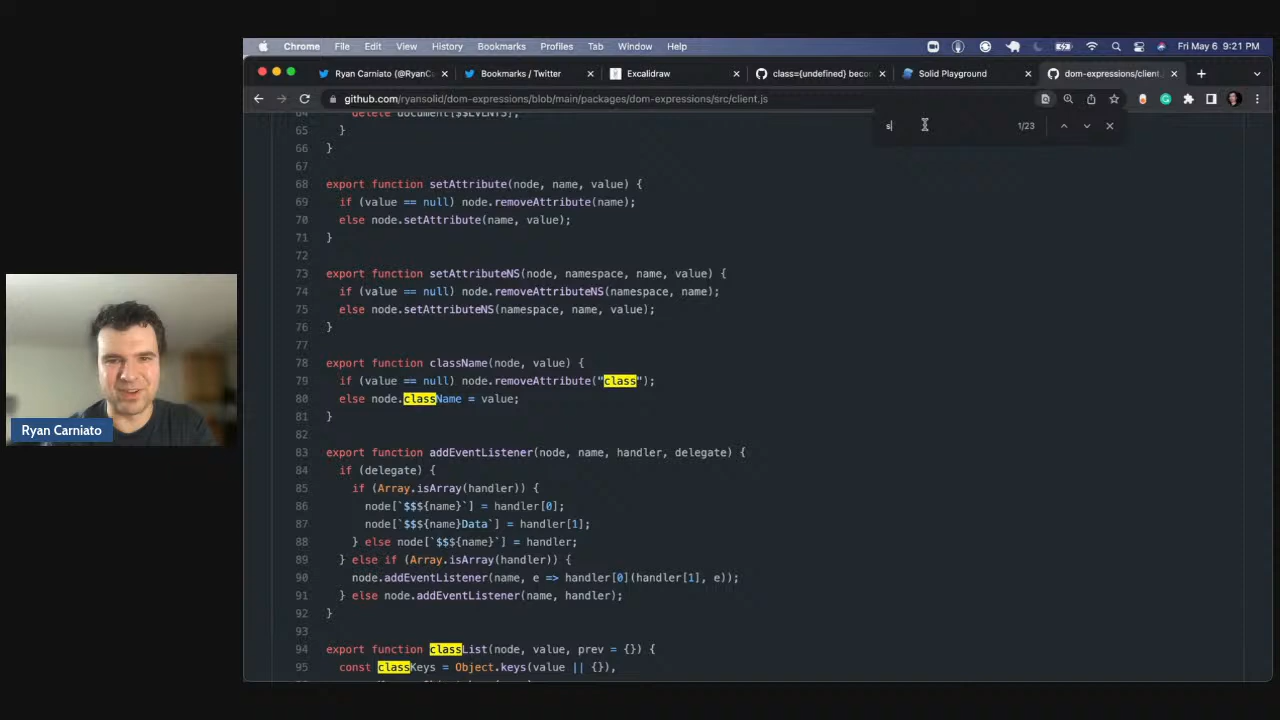 Chrome File Edit View History Bookmarks Profiles Tab Window Help Fri May 6 9:21 PM
Ryan Carniato (@RyanC Bookmarks / Twitter Excalidraw class={undefined} becom Solid Playground dom-expressions/client.
github.com/ryansolid/dom-expressions/blob/main/packages/dom-expressions/src/client.js
s 1/23
64 delete document[$$EVENTS];
65 }
66 }
67
68 export function setAttribute(node, name, value) {
69 if (value == null) node.removeAttribute(name);
70 else node.setAttribute(name, value);
71 }
72
73 export function setAttributeNS(node, namespace, name, value) {
74 if (value == null) node.removeAttributeNS(namespace, name);
75 else node.setAttributeNS(namespace, name, value);
76 }
77
78 export function className(node, value) {
79 if (value == null) node.removeAttribute("class");
80 else node.className = value;
81 }
82
83 export function addEventListener(node, name, handler, delegate) {
84 if (delegate) {
85 if (Array.isArray(handler)) {
86 node[`$$${name}`] = handler[0];
87 node[`$$${name}Data`] = handler[1];
88 } else node[`$$${name}`] = handler;
89 } else if (Array.isArray(handler)) {
90 node.addEventListener(name, e => handler[0](handler[1], e));
91 } else node.addEventListener(name, handler);
92 }
93
94 export function classList(node, value, prev = {}) {
95 const classKeys = Object.keys(value || {}),
Ryan Carniato